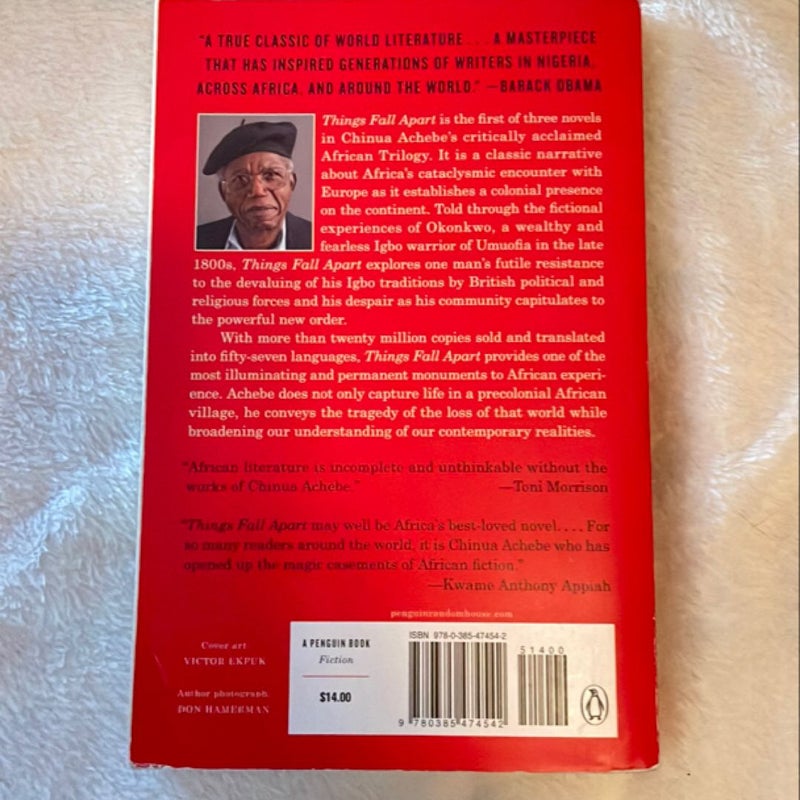 "A TRUE CLASSIC OF WORLD LITERATURE.... A MASTERPIECE
THAT HAS INSPIRED GENERATIONS OF WRITERS IN NIGERIA,
ACROSS AFRICA, AND AROUND THE WORLD." —BARACK OBAMA
Things Fall Apart is the first of three novels
in Chinua Achebe's critically acclaimed
African Trilogy. It is a classic narrative
about Africa's cataclysmic encounter with
Europe as it establishes a colonial presence
on the continent. Told through the fictional
experiences of Okonkwo, a wealthy and
fearless Igbo warrior of Umuofia in the late
1800s, Things Fall Apart explores one man's futile resistance
to the devaluing of his Igbo traditions by British political and
religious forces and his despair as his community capitulates to
the powerful new order.
With more than twenty million copies sold and translated
into fifty-seven languages, Things Fall Apart provides one of the
most illuminating and permanent monuments to African experi-
ence. Achebe does not only capture life in a precolonial African
village, he conveys the tragedy of the loss of that world while
broadening our understanding of our contemporary realities.
"African literature is incomplete and unthinkable without the
works of Chinua Achebe." —Toni Morrison
"Things Fall Apart may well be Africa's best-loved novel.... For
so many readers around the world, it is Chinua Achebe who has
opened up the magic casements of African fiction."
—Kwame Anthony Appiah
penguinrandomhouse.com
Cover art
VICTOR EKPUK
Author photograph
DON HAMERMAN
A PENGUIN BOOK
Fiction
$14.00
ISBN 978-0-385-47454-2
51400
9 780385 474542